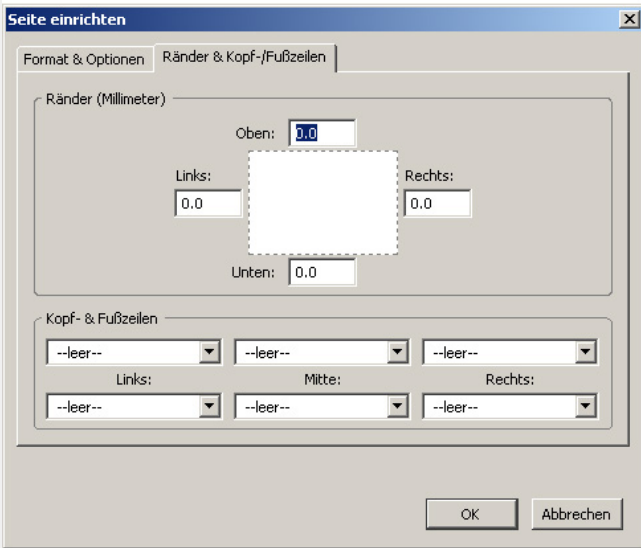 Seite einrichten
Format & Optionen Ränder & Kopf-/Fußzeilen
Ränder (Millimeter)
Oben: 0.0
Links: Rechts:
0.0 0.0
Unten: 0.0
Kopf- & Fußzeilen
--leer-- --leer-- --leer--
Links: Mitte: Rechts:
--leer-- --leer-- --leer--
OK Abbrechen